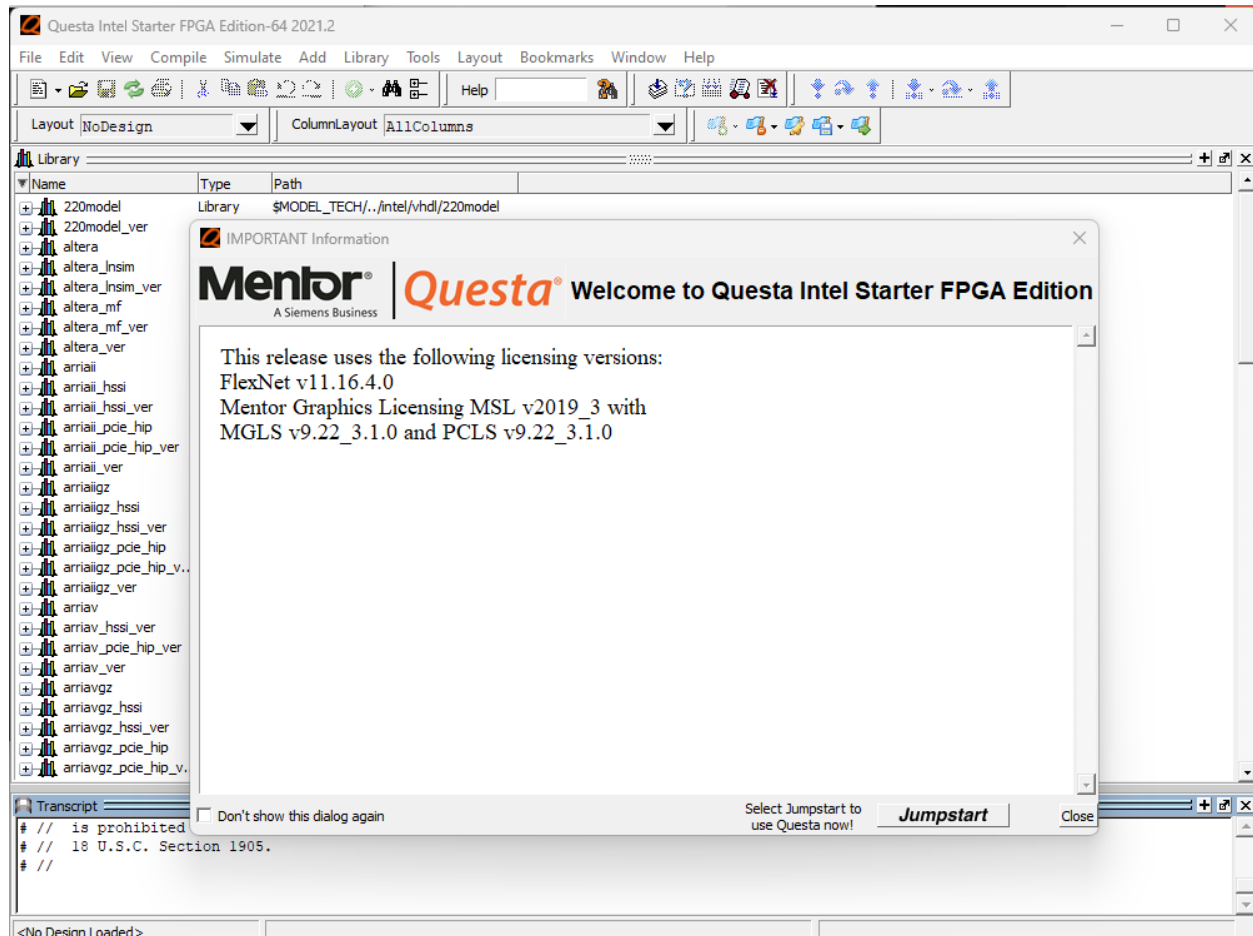 Questa Intel Starter FPGA Edition-64 2021.2
File Edit View Compile Simulate Add Library Tools Layout Bookmarks Window Help
Help
Layout NoDesign ColumnLayout AllColumns
Library
Name Type Path
220model Library $MODEL_TECH/../intel/vhdl/220model
220model_ver
altera
altera_lnsim
altera_lnsim_ver
altera_mf
altera_mf_ver
altera_ver
arriaii
arriaii_hssi
arriaii_hssi_ver
arriaii_pcie_hip
arriaii_pcie_hip_ver
arriaii_ver
arriaiigz
arriaiigz_hssi
arriaiigz_hssi_ver
arriaiigz_pcie_hip
arriaiigz_pcie_hip_v..
arriaiigz_ver
arriav
arriav_hssi_ver
arriav_pcie_hip_ver
arriav_ver
arriavgz
arriavgz_hssi
arriavgz_hssi_ver
arriavgz_pcie_hip
arriavgz_pcie_hip_v.
IMPORTANT Information
Mentor®
A Siemens Business
Questa® Welcome to Questa Intel Starter FPGA Edition
This release uses the following licensing versions:
FlexNet v11.16.4.0
Mentor Graphics Licensing MSL v2019_3 with
MGLS v9.22_3.1.0 and PCLS v9.22_3.1.0
Don't show this dialog again
Select Jumpstart to
use Questa now!
Jumpstart
Close
Transcript
# // is prohibited
# // 18 U.S.C. Section 1905.
# //
<No Design Loaded>